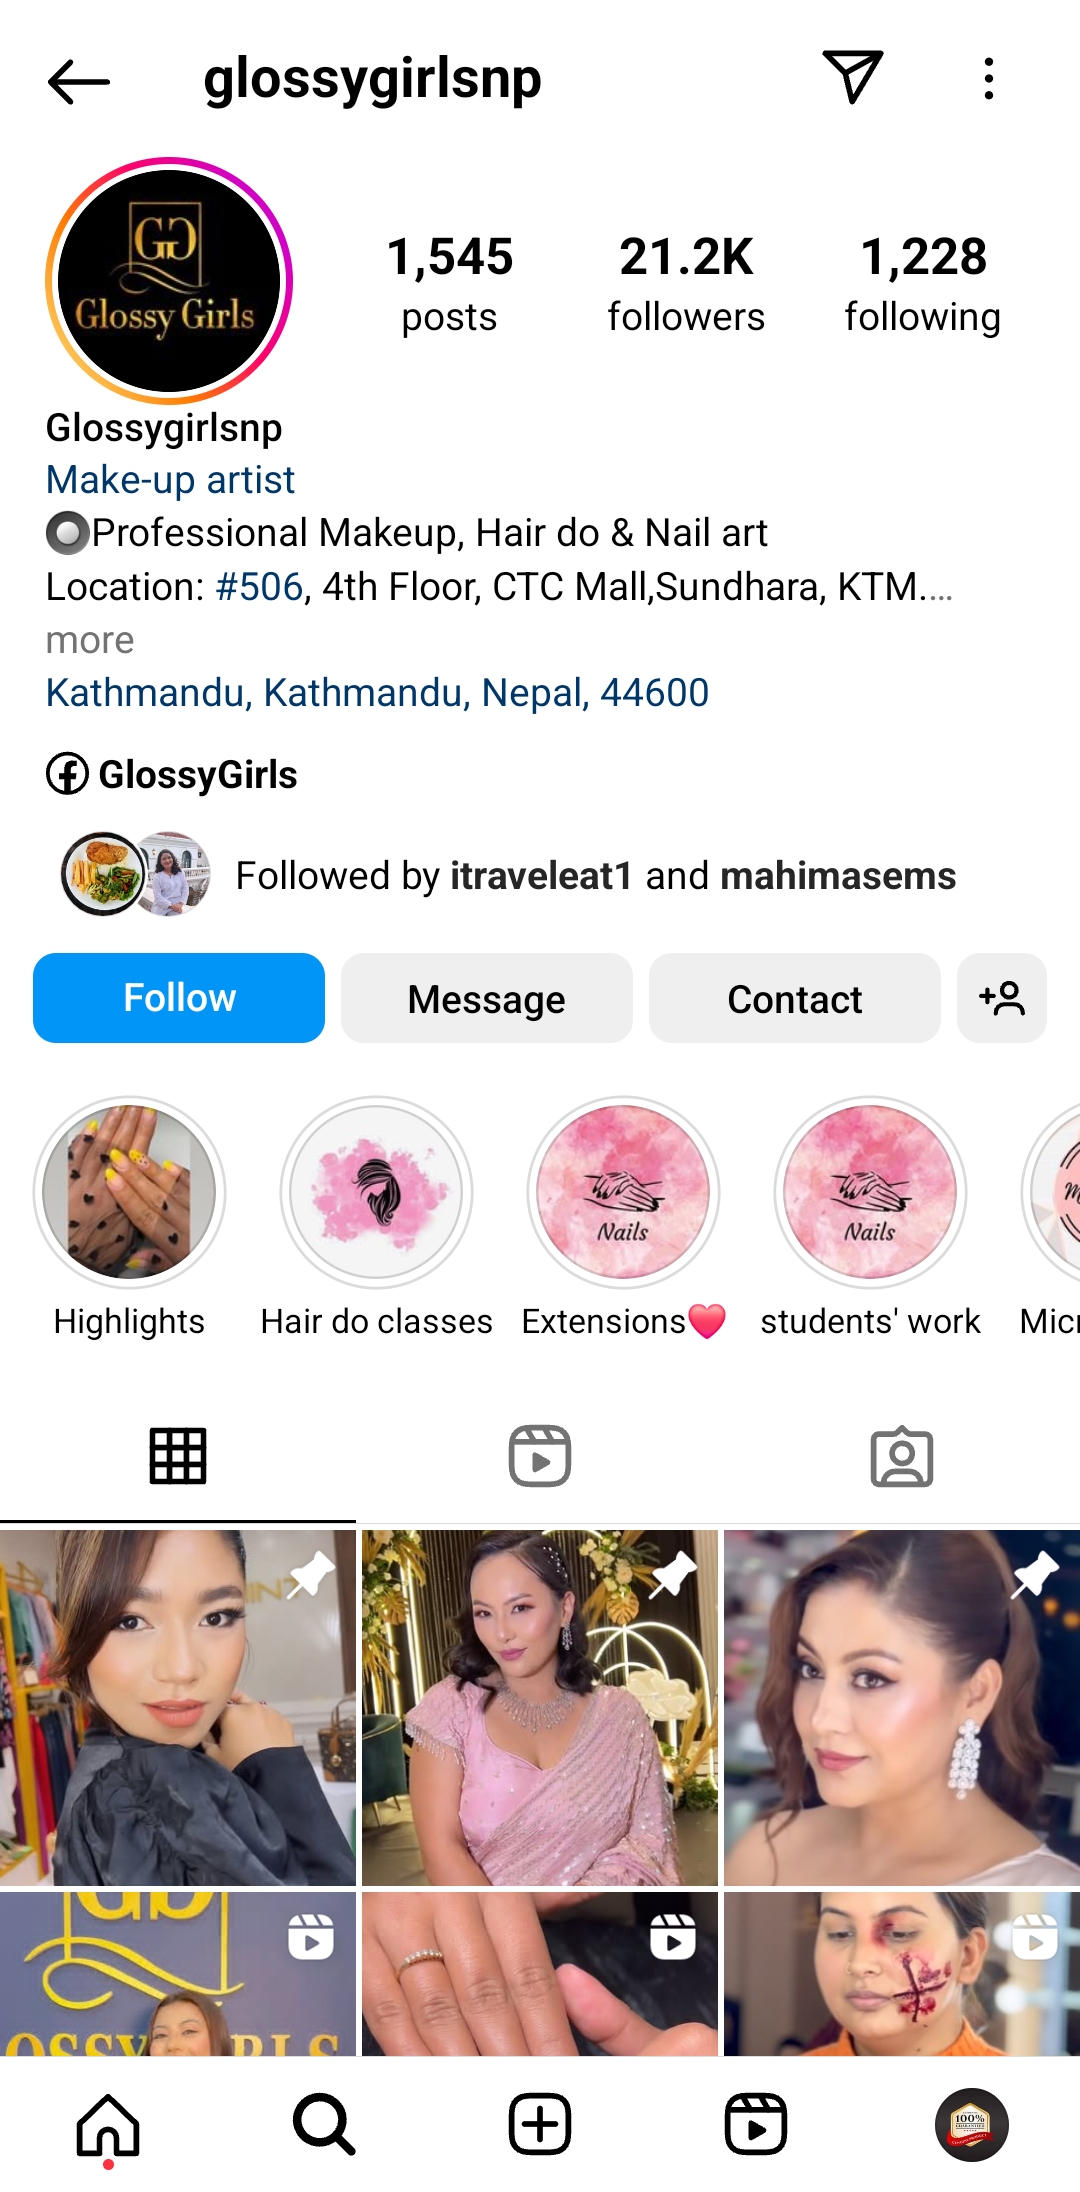 glossygirlsnp
GG
Glossy Girls
1,545 21.2K 1,228
posts followers following
Glossygirlsnp
Make-up artist
Professional Makeup, Hair do & Nail art
Location: #506, 4th Floor, CTC Mall,Sundhara, KTM....
more
Kathmandu, Kathmandu, Nepal, 44600
GlossyGirls
Followed by itraveleat1 and mahimasems
Follow Message Contact
Nails Nails
Highlights Hair do classes Extensions❤️ students' work Micr
100%